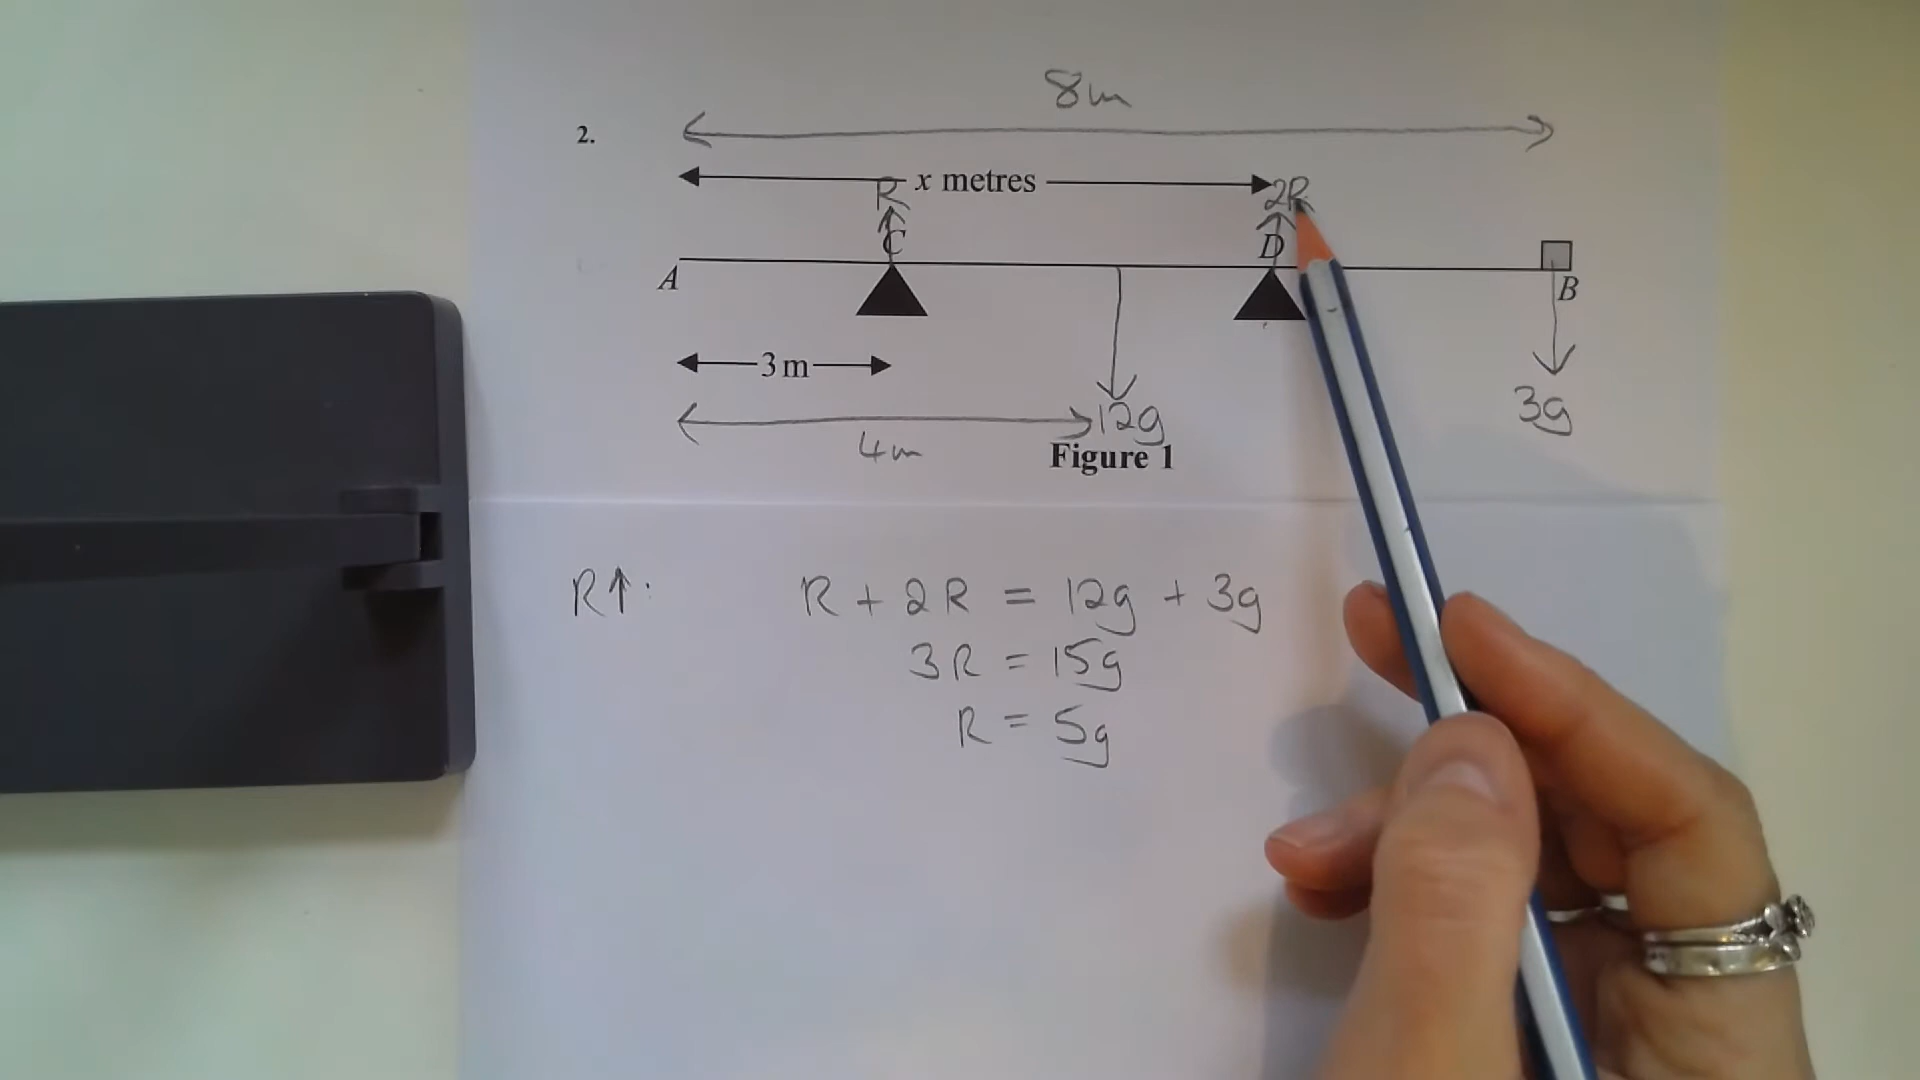 8m
2.
x metres
R
2R
C
D
A
B
3 m
12g
3g
4m
Figure 1
R↑: R + 2R = 12g + 3g
3R = 15g
R = 5g